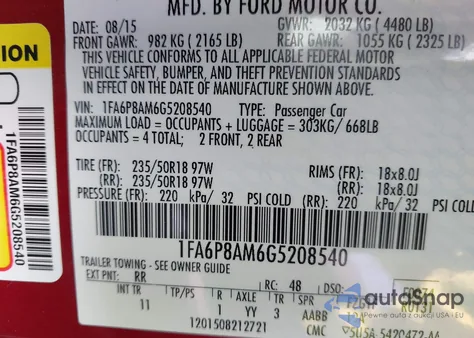 MFD. BY FORD MOTOR CO.
DATE: 08/15 GVWR: 2032 KG ( 4480 LB)
FRONT GAWR: 982 KG ( 2165 LB) REAR GAWR: 1055 KG ( 2325 LB)
THIS VEHICLE CONFORMS TO ALL APPLICABLE FEDERAL MOTOR
VEHICLE SAFETY, BUMPER, AND THEFT PREVENTION STANDARDS
IN EFFECT ON THE DATE OF MANUFACTURE SHOWN ABOVE.
VIN: 1FA6P8AM6G5208540 TYPE: Passenger Car
MAXIMUM LOAD = OCCUPANTS + LUGGAGE = 303KG/ 668LB
OCCUPANTS = 4 TOTAL; 2 FRONT, 2 REAR
TIRE (FR): 235/50R18 97W RIMS (FR): 18x8.0J
(RR): 235/50R18 97W (RR): 18x8.0J
PRESSURE (FR): 220 kPa/ 32 PSI COLD (RR): 220 kPa/ 32 PSI COLD
1FA6P8AM6G5208540
TRAILER TOWING - SEE OWNER GUIDE
EXT PNT: RR RC: 48 DSO:
INT TR TP/PS R AXLE TR SPR
11 1 YY 3 AABB
1201508212721 CMC
1FA6P8AM6G5208540
autoSnap